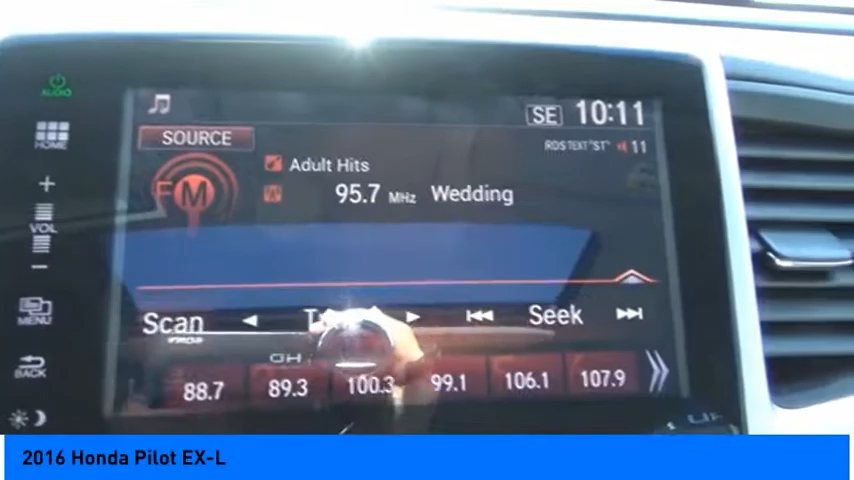 AUDIO
SE 10:11
HOME
SOURCE
RDS TEXT "ST" 11
FM
Adult Hits
95.7 MHz Wedding
+
VOL
-
MENU
Scan Seek
BACK
88.7 89.3 100.3 99.1 106.1 107.9
2016 Honda Pilot EX-L